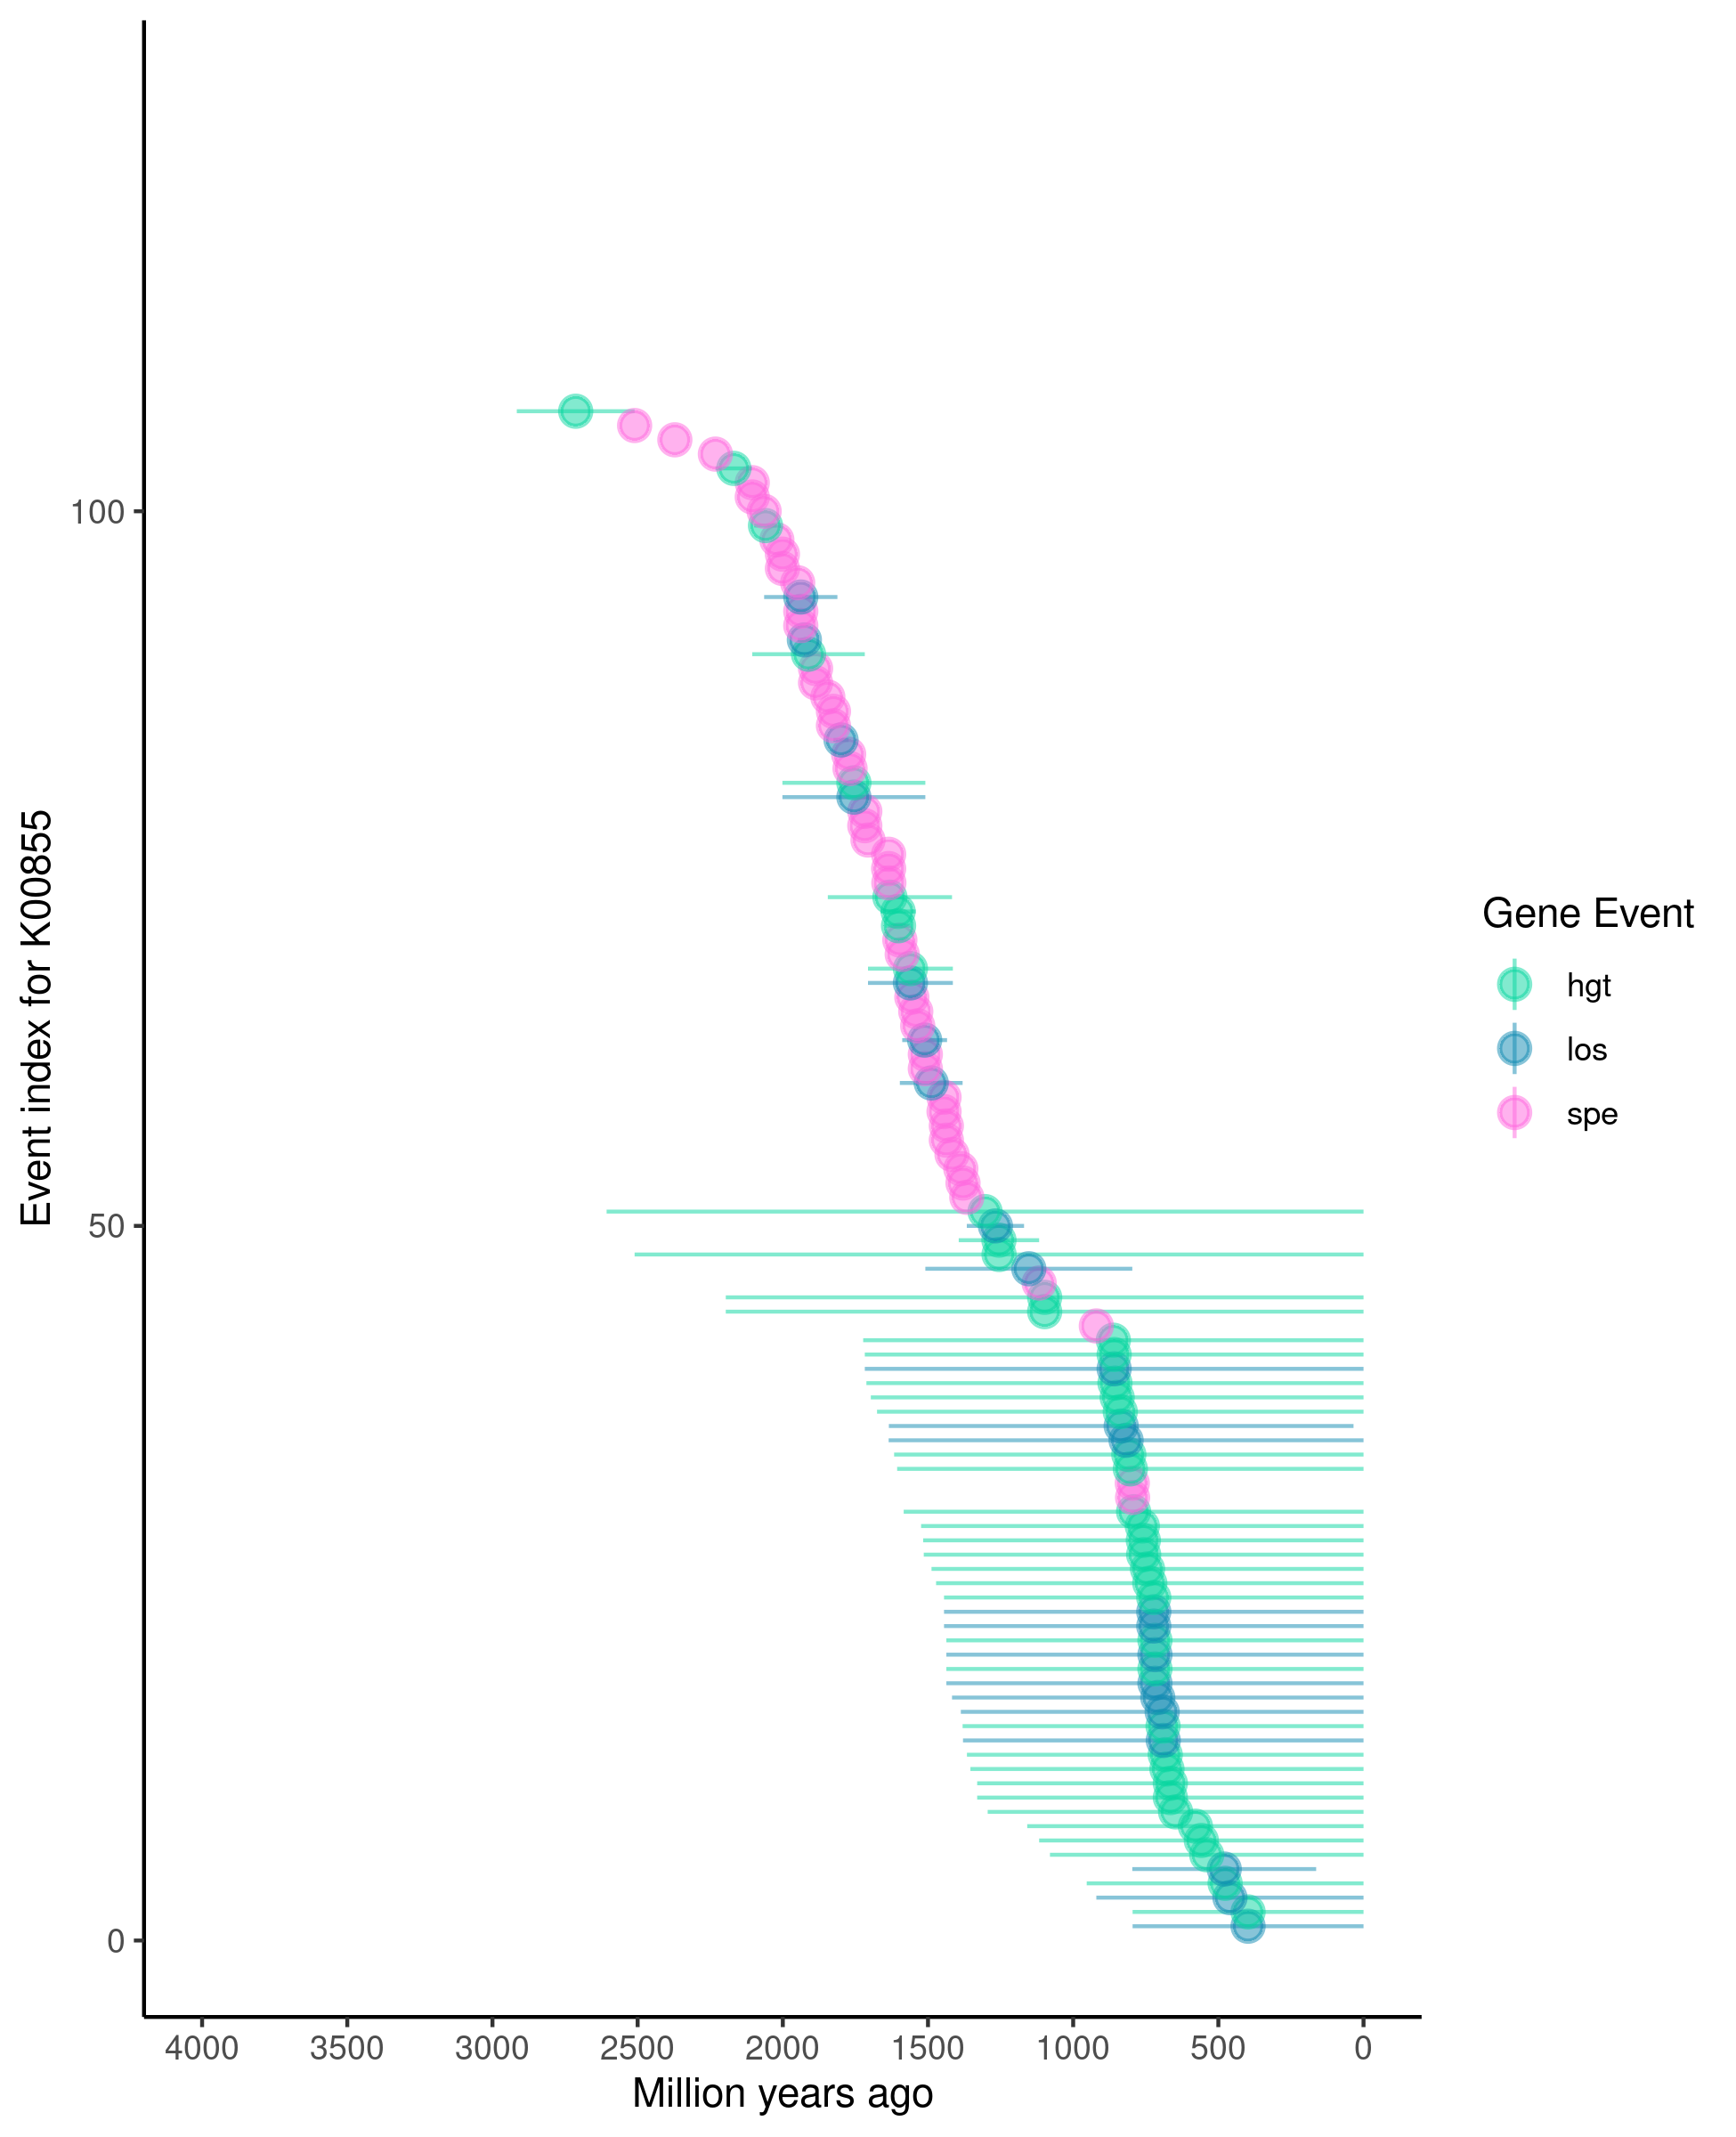 Event index for K00855
100
50
0
4000 3500 3000 2500 2000 1500 1000 500 0
Million years ago
Gene Event
hgt
los
spe